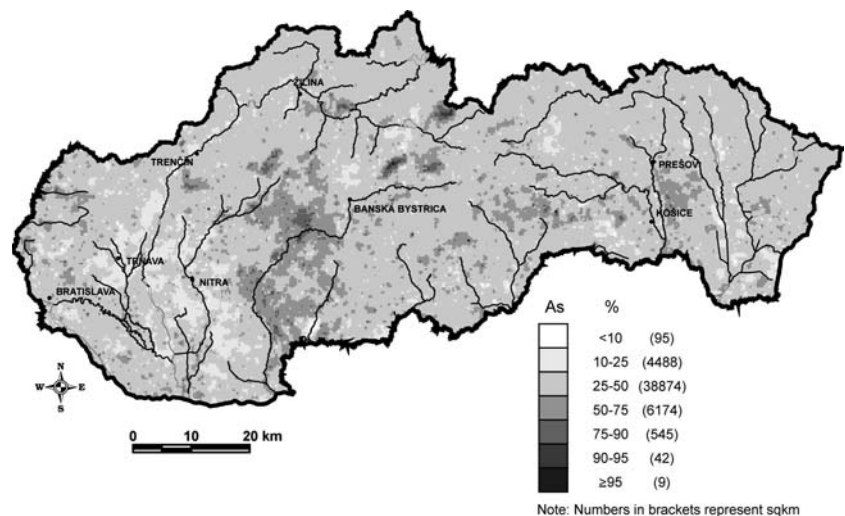 ŽILINA
TRENČÍN
PREŠOV
BANSKA BYSTRICA
KOŠICE
TRNAVA
NITRA
BRATISLAVA
As %
<10 (95)
10-25 (4488)
25-50 (38874)
50-75 (6174)
75-90 (545)
90-95 (42)
≥95 (9)
N
W E
S
0 10 20 km
Note: Numbers in brackets represent sqkm